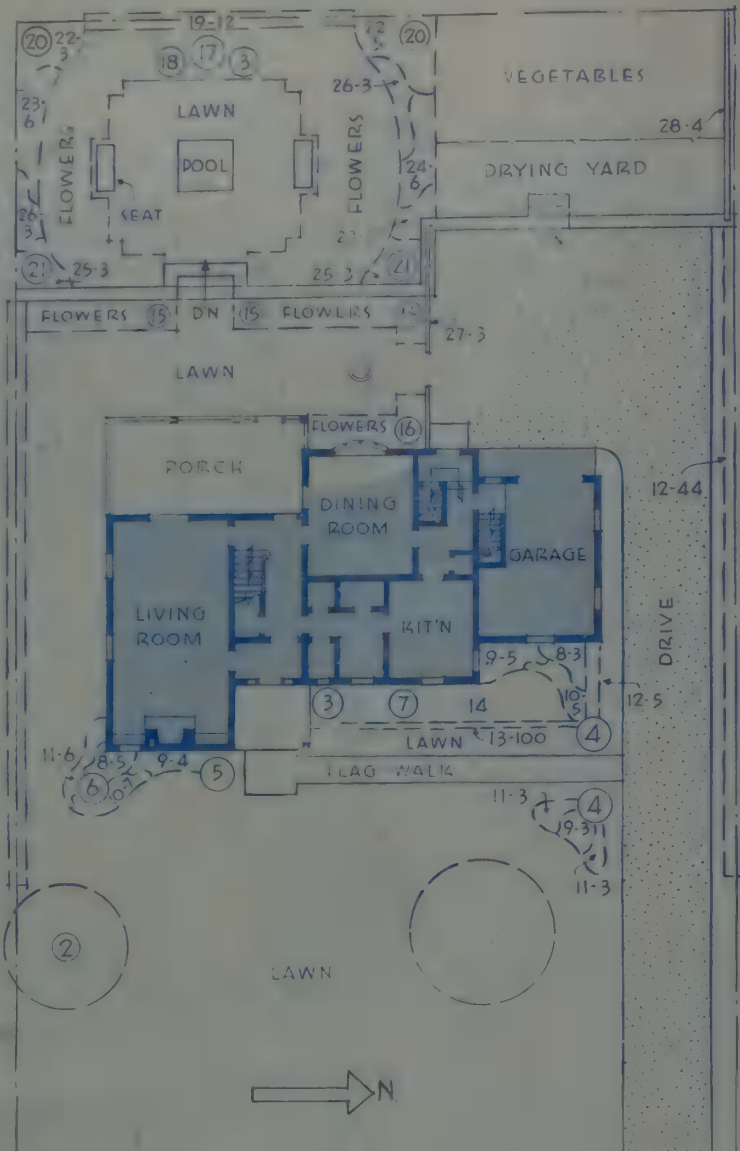 19-12
20
22-3
18
17
3
22-5
20
26-3
VEGETABLES
LAWN
23-6
28-4
FLOWERS
POOL
FLOWERS
24-6
DRYING YARD
SEAT
26-3
21
25-3
25-3
21
FLOWERS
15
DN
15
FLOWERS
27-3
LAWN
FLOWERS
16
PORCH
12-44
DINING
ROOM
GARAGE
LIVING
ROOM
KIT'N
DRIVE
9-5
8-3
3
7
14
10-5
12-5
4
LAWN
13-100
11-6
8-5
9-4
5
6
10-7
FLAG WALK
11-3
4
11-3
2
LAWN
N